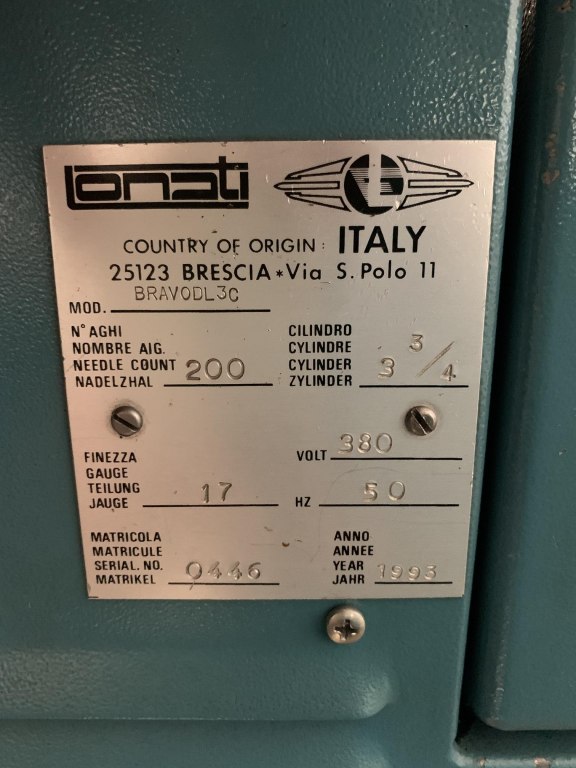 Lonati
L
COUNTRY OF ORIGIN: ITALY
25123 BRESCIA * Via S. Polo 11
MOD. BRAVODL3C
N° AGHI
NOMBRE AIG.
NEEDLE COUNT
NADELZHAL 200
CILINDRO
CYLINDRE
CYLINDER
ZYLINDER 3 3/4
FINEZZA
GAUGE
TEILUNG
JAUGE 17
VOLT 380
HZ 50
MATRICOLA
MATRICULE
SERIAL. NO.
MATRIKEL 0446
ANNO
ANNEE
YEAR
JAHR 1993